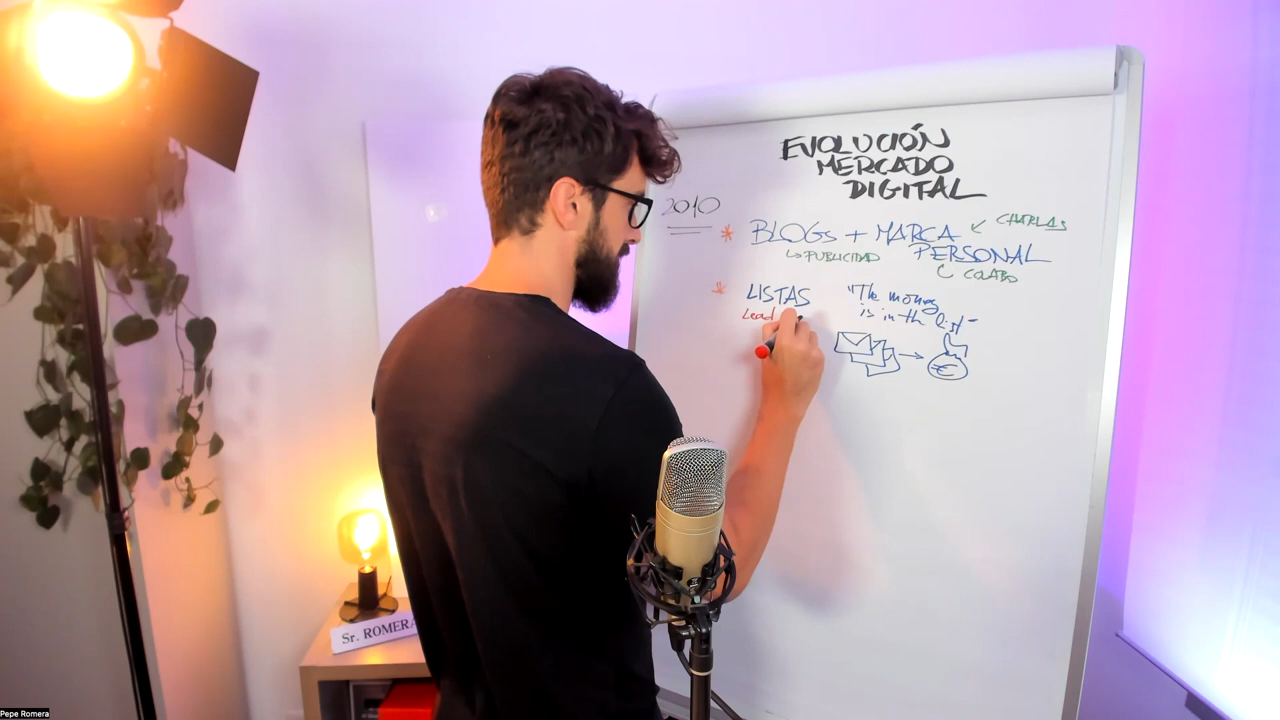 EVOLUCIÓN
MERCADO
DIGITAL
2010
* BLOGs + MARCA ↙ CHARLAS
↳ PUBLICIDAD PERSONAL
COLABO
* LISTAS "The money
is in the list"
Lead
€
Sr. ROMERA
Pepe Romera